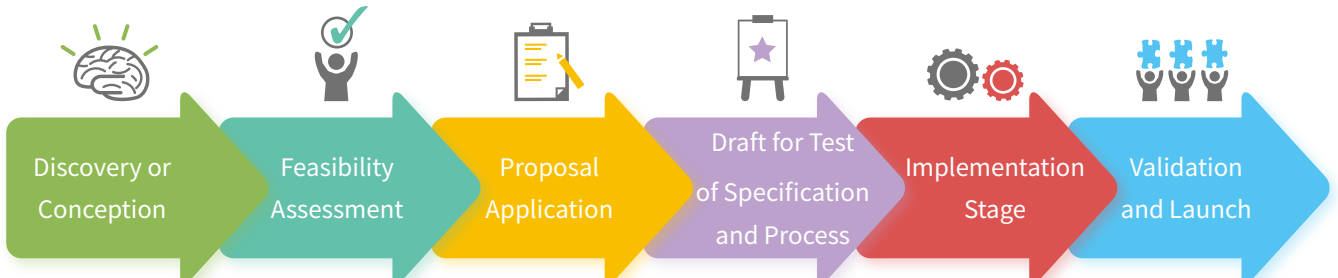 Discovery or
Conception
Feasibility
Assessment
Proposal
Application
Draft for Test
of Specification
and Process
Implementation
Stage
Validation
and Launch